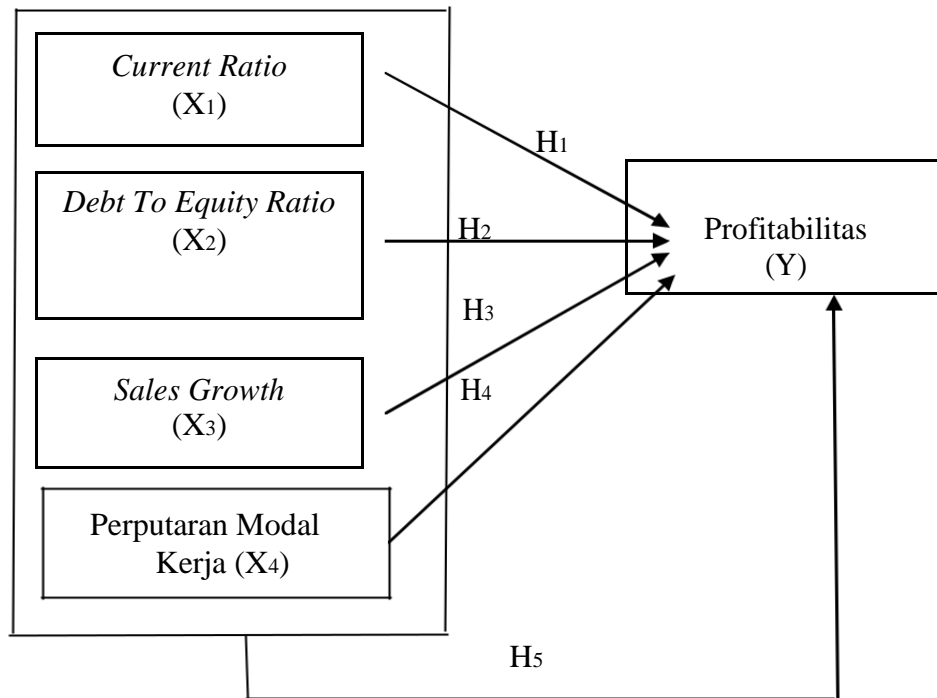 Current Ratio
(X1)
H1
Debt To Equity Ratio
(X2)
H2
Profitabilitas
(Y)
H3
Sales Growth
(X3)
H4
Perputaran Modal
Kerja (X4)
H5